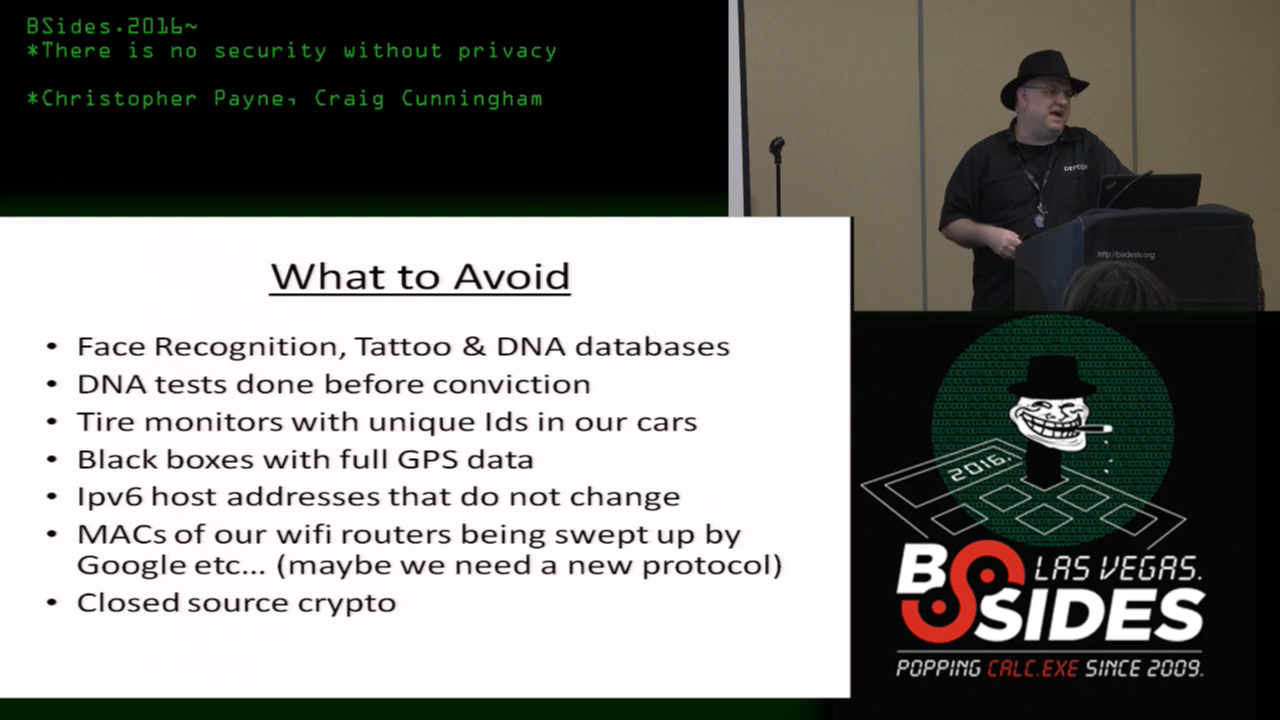 BSides.2016~
*There is no security without privacy
*Christopher Payne, Craig Cunningham
http://bsideslv.org
What to Avoid
• Face Recognition, Tattoo & DNA databases
• DNA tests done before conviction
• Tire monitors with unique Ids in our cars
• Black boxes with full GPS data
• Ipv6 host addresses that do not change
• MACs of our wifi routers being swept up by
Google etc... (maybe we need a new protocol)
• Closed source crypto
2016.
BSIDES
LAS VEGAS.
POPPING CALC.EXE SINCE 2009.